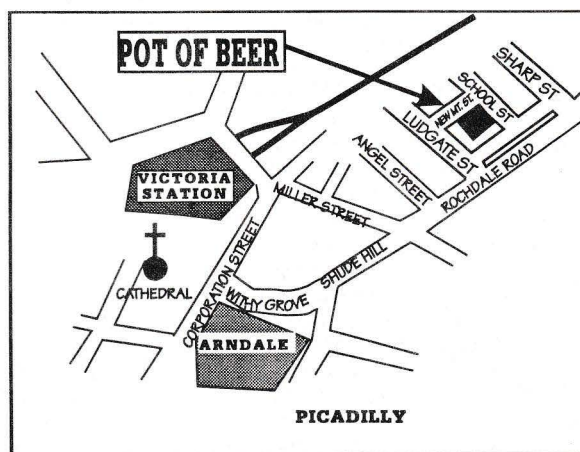 POT OF BEER
SHARP ST
SCHOOL ST
NEW MT. ST.
LUDGATE ST
ANGEL STREET
ROCHDALE ROAD
VICTORIA
STATION
MILLER STREET
SHUDE HILL
CORPORATION STREET
WITHY GROVE
CATHEDRAL
ARNDALE
PICADILLY